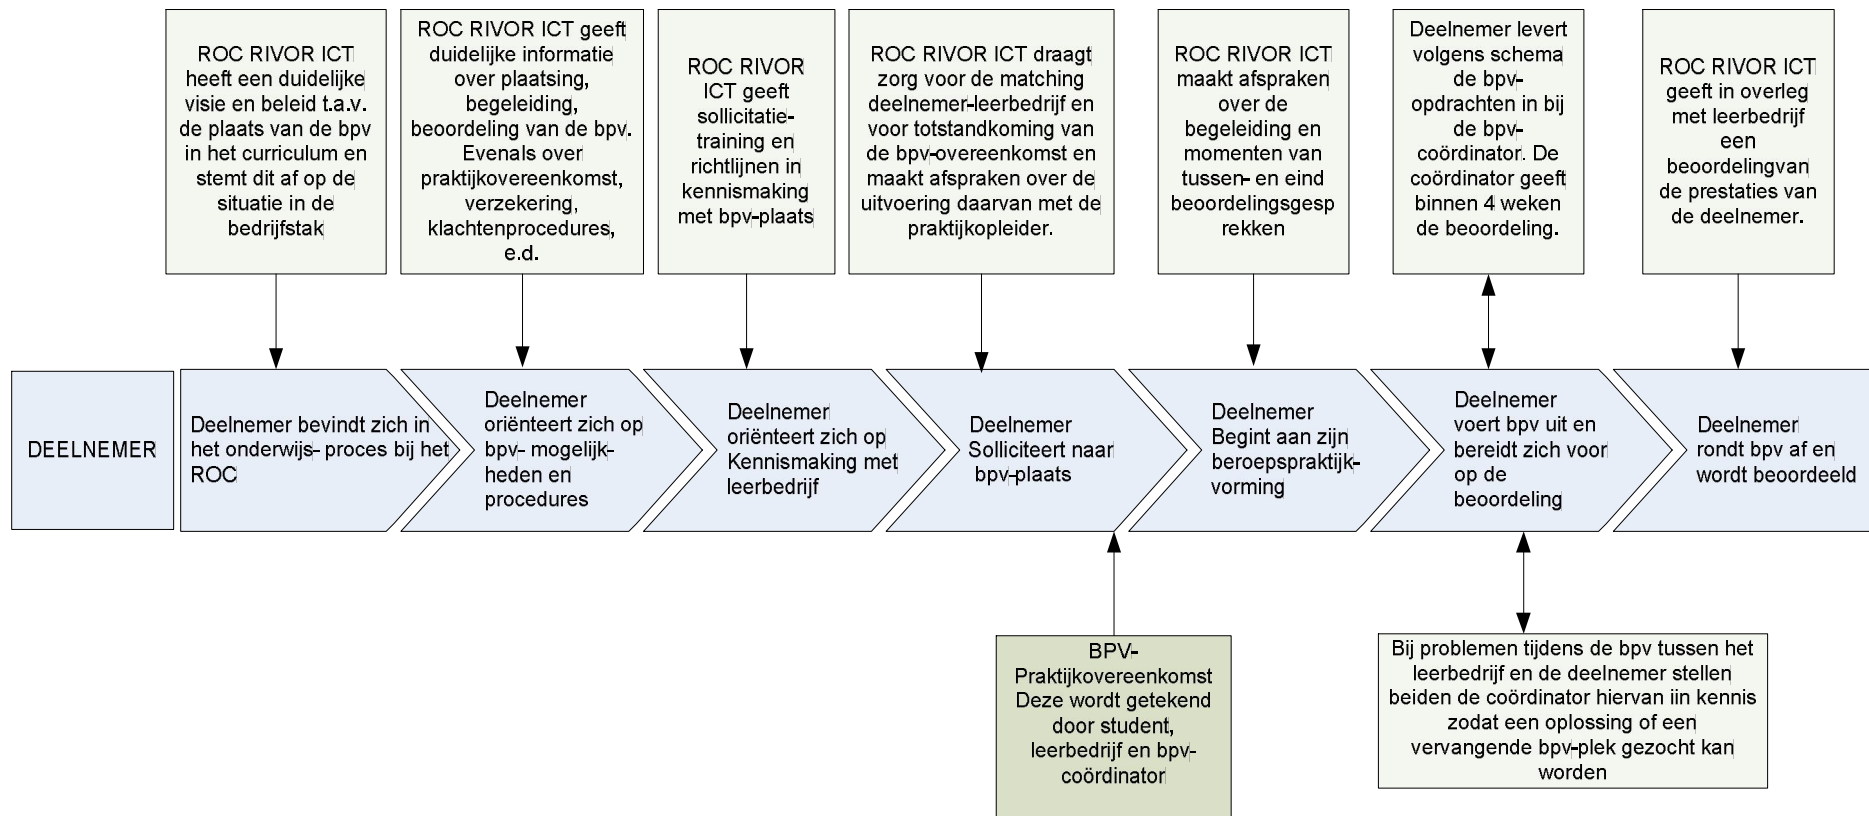 ROC RIVOR ICT
heeft een duidelijke
visie en beleid t.a.v.
de plaats van de bpv
in het curriculum en
stemt dit af op de
situatie in de
bedrijfstak
ROC RIVOR ICT geeft
duidelijke informatie
over plaatsing,
begeleiding,
beoordeling van de bpv.
Evenals over
praktijkovereenkomst,
verzekering,
klachtenprocedures,
e.d.
ROC RIVOR
ICT geeft
sollicitatie-
training en
richtlijnen in
kennismaking
met bpv-plaats
ROC RIVOR ICT draagt
zorg voor de matching
deelnemer-leerbedrijf en
voor totstandkoming van
de bpv-overeenkomst en
maakt afspraken over de
uitvoering daarvan met de
praktijkopleider.
ROC RIVOR ICT
maakt afspraken
over de
begeleiding en
momenten van
tussen- en eind
beoordelingsgesp
rekken
Deelnemer levert
volgens schema
de bpv-
opdrachten in bij
de bpv-
coördinator. De
coördinator geeft
binnen 4 weken
de beoordeling.
ROC RIVOR ICT
geeft in overleg
met leerbedrijf
een
beoordelingvan
de prestaties van
de deelnemer.
DEELNEMER
Deelnemer bevindt zich in
het onderwijs- proces bij het
ROC
Deelnemer
oriënteert zich op
bpv- mogelijk-
heden en
procedures
Deelnemer
oriënteert zich op
Kennismaking met
leerbedrijf
Deelnemer
Solliciteert naar
bpv-plaats
Deelnemer
Begint aan zijn
beroepspraktijk-
vorming
Deelnemer
voert bpv uit en
bereidt zich voor
op de
beoordeling
Deelnemer
rondt bpv af en
wordt beoordeeld
BPV-
Praktijkovereenkomst
Deze wordt getekend
door student,
leerbedrijf en bpv-
coördinator
Bij problemen tijdens de bpv tussen het
leerbedrijf en de deelnemer stellen
beiden de coördinator hiervan iin kennis
zodat een oplossing of een
vervangende bpv-plek gezocht kan
worden